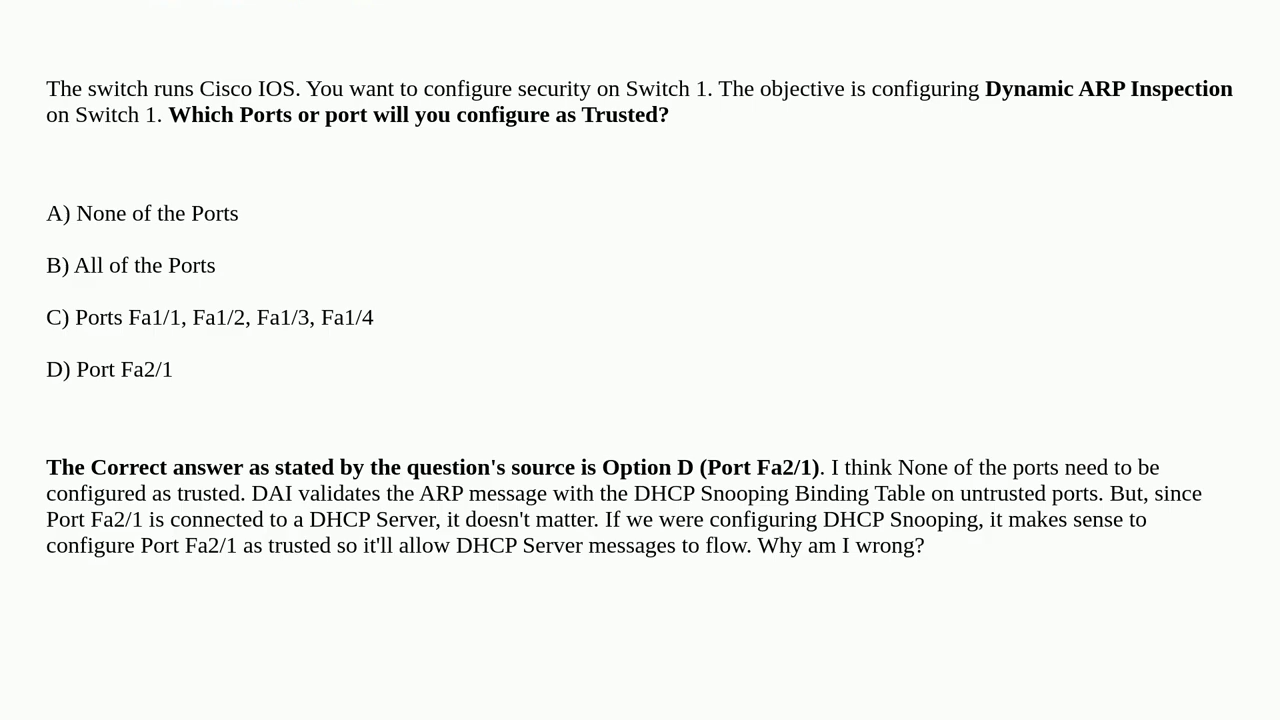 The switch runs Cisco IOS. You want to configure security on Switch 1. The objective is configuring Dynamic ARP Inspection
on Switch 1. Which Ports or port will you configure as Trusted?
A) None of the Ports
B) All of the Ports
C) Ports Fa1/1, Fa1/2, Fa1/3, Fa1/4
D) Port Fa2/1
The Correct answer as stated by the question's source is Option D (Port Fa2/1). I think None of the ports need to be
configured as trusted. DAI validates the ARP message with the DHCP Snooping Binding Table on untrusted ports. But, since
Port Fa2/1 is connected to a DHCP Server, it doesn't matter. If we were configuring DHCP Snooping, it makes sense to
configure Port Fa2/1 as trusted so it'll allow DHCP Server messages to flow. Why am I wrong?